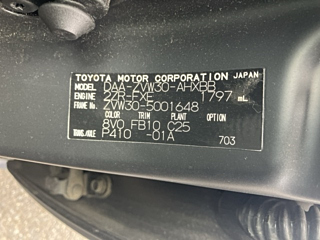 TOYOTA MOTOR CORPORATION JAPAN
MODEL DAA-ZVW30-AHXBB
ENGINE 2ZR-FXE 1797 mL
FRAME No. ZVW30-5001648
COLOR TRIM PLANT OPTION
8V0 FB10 C25
TRANS./AXLE P410 -01A
703